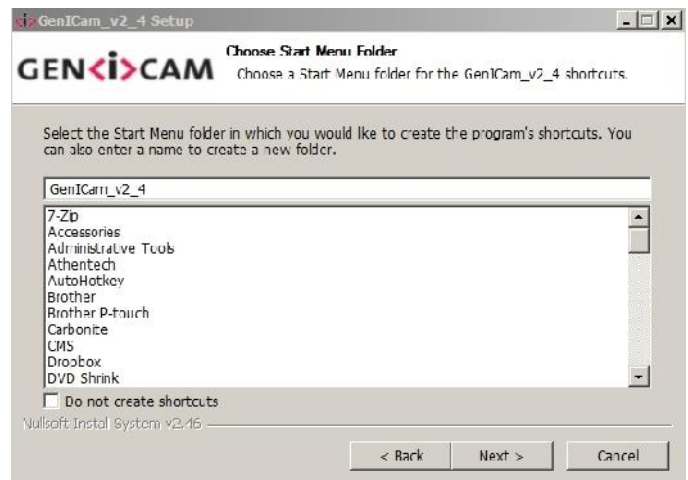 GenICam_v2_4 Setup
GEN<i>CAM
Choose Start Menu Folder
Choose a Start Menu folder for the GenICam_v2_4 shortcuts.
Select the Start Menu folder in which you would like to create the program's shortcuts. You
can also enter a name to create a new folder.
GenICam_v2_4
7-Zip
Accessories
Administrative Tools
Athentech
AutoHotkey
Brother
Brother P-touch
Carbonite
CMS
Dropbox
DVD Shrink
Do not create shortcuts
Nullsoft Install System v2.46
< Back
Next >
Cancel